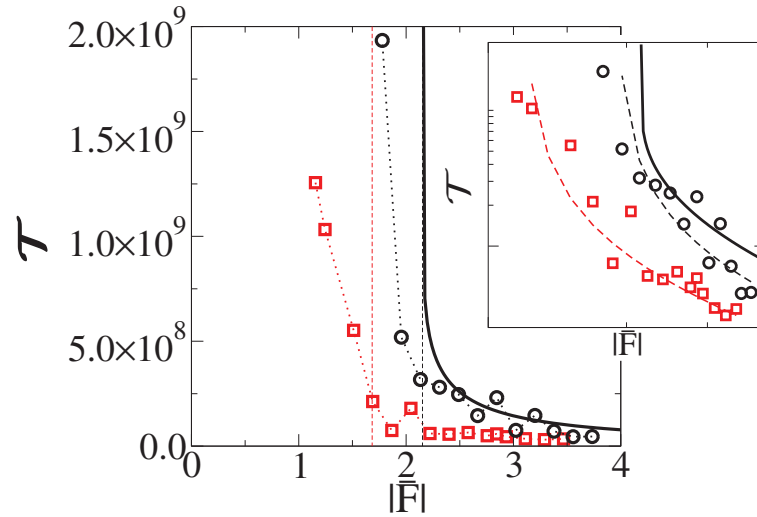 2.0×10⁹
1.5×10⁹
1.0×10⁹
5.0×10⁸
0.0
𝒯
0 1 2 3 4
|F̿|
𝒯
|F̿|